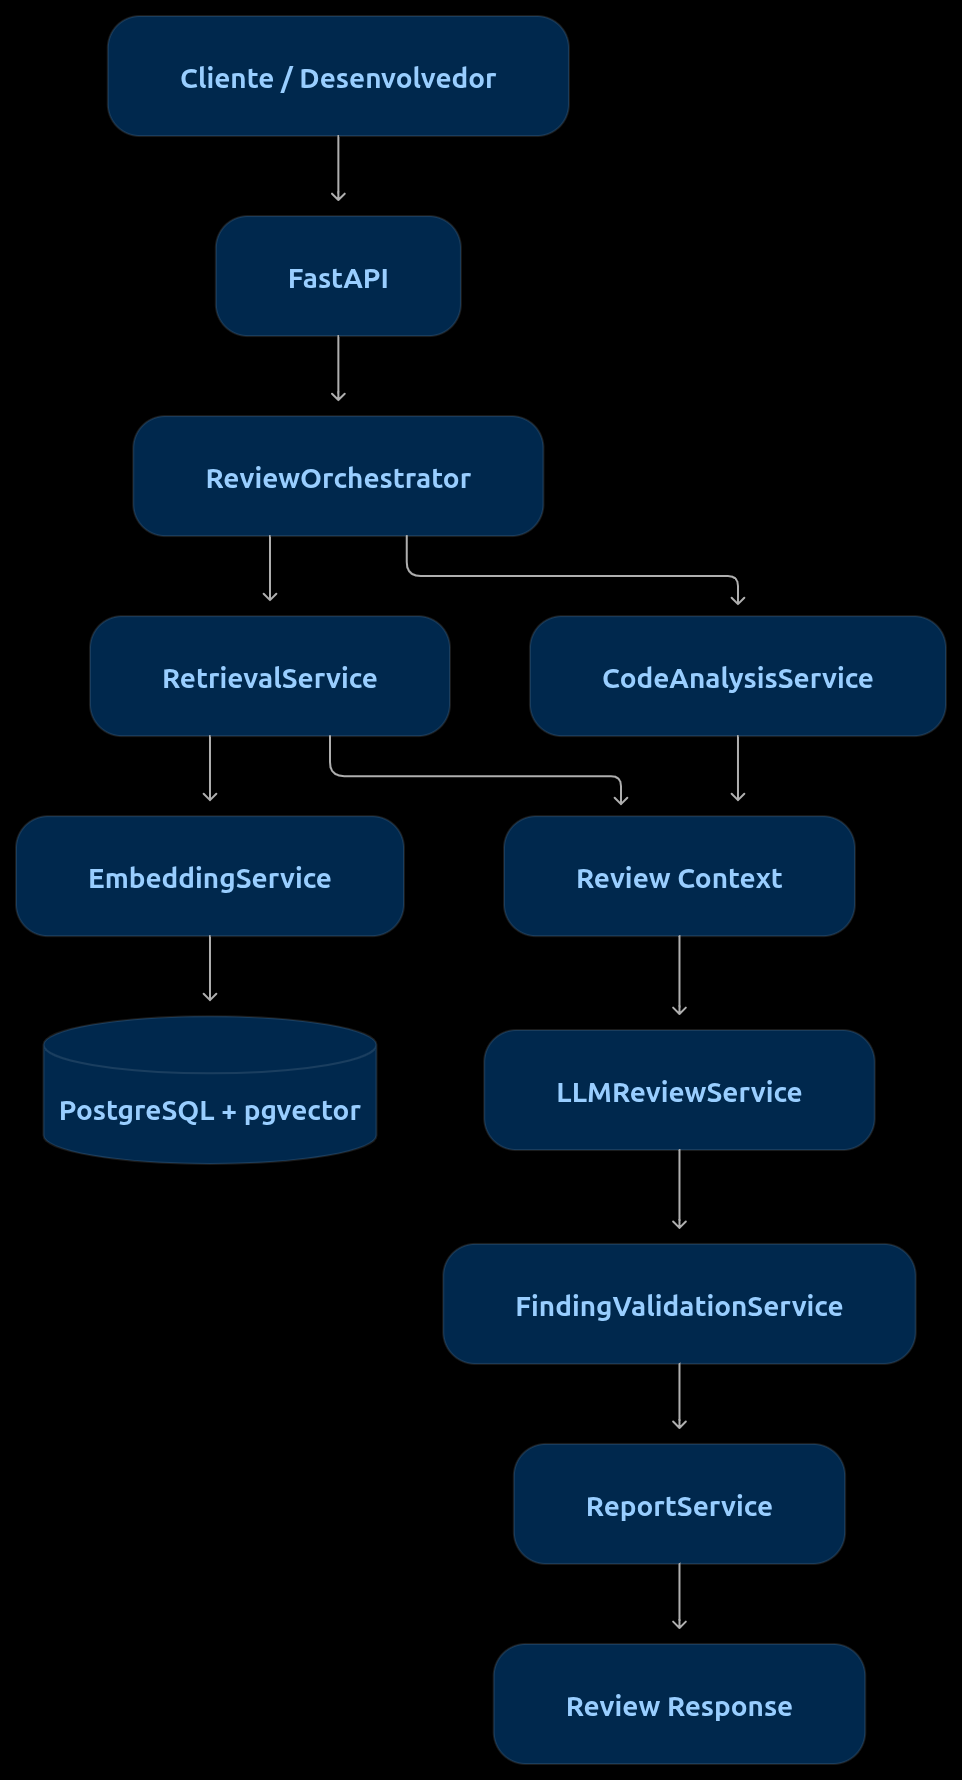 Cliente / Desenvolvedor
FastAPI
ReviewOrchestrator
RetrievalService
CodeAnalysisService
EmbeddingService
Review Context
PostgreSQL + pgvector
LLMReviewService
FindingValidationService
ReportService
Review Response